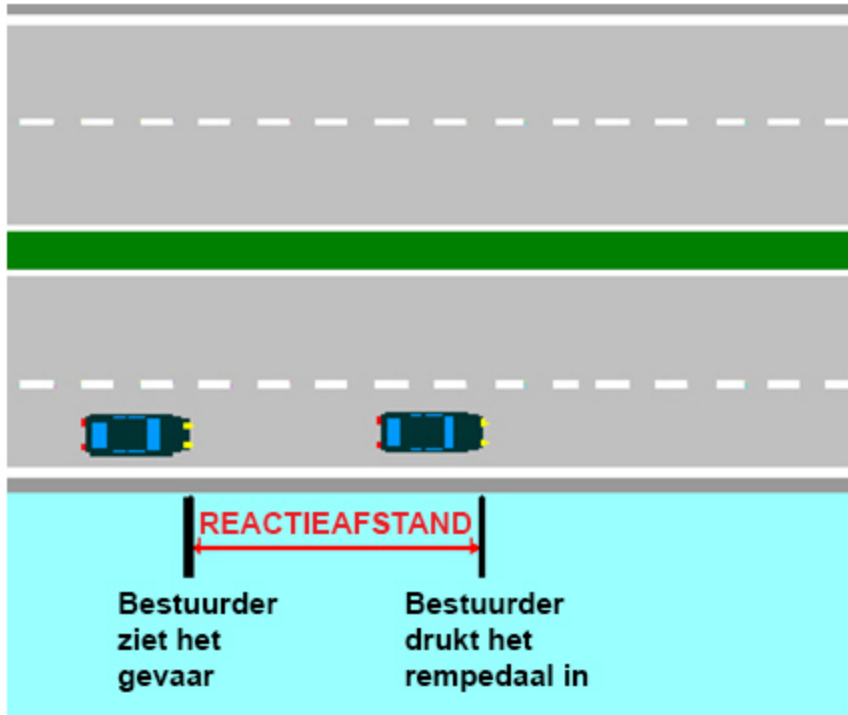 REACTIEAFSTAND
Bestuurder
ziet het
gevaar
Bestuurder
drukt het
rempedaal in